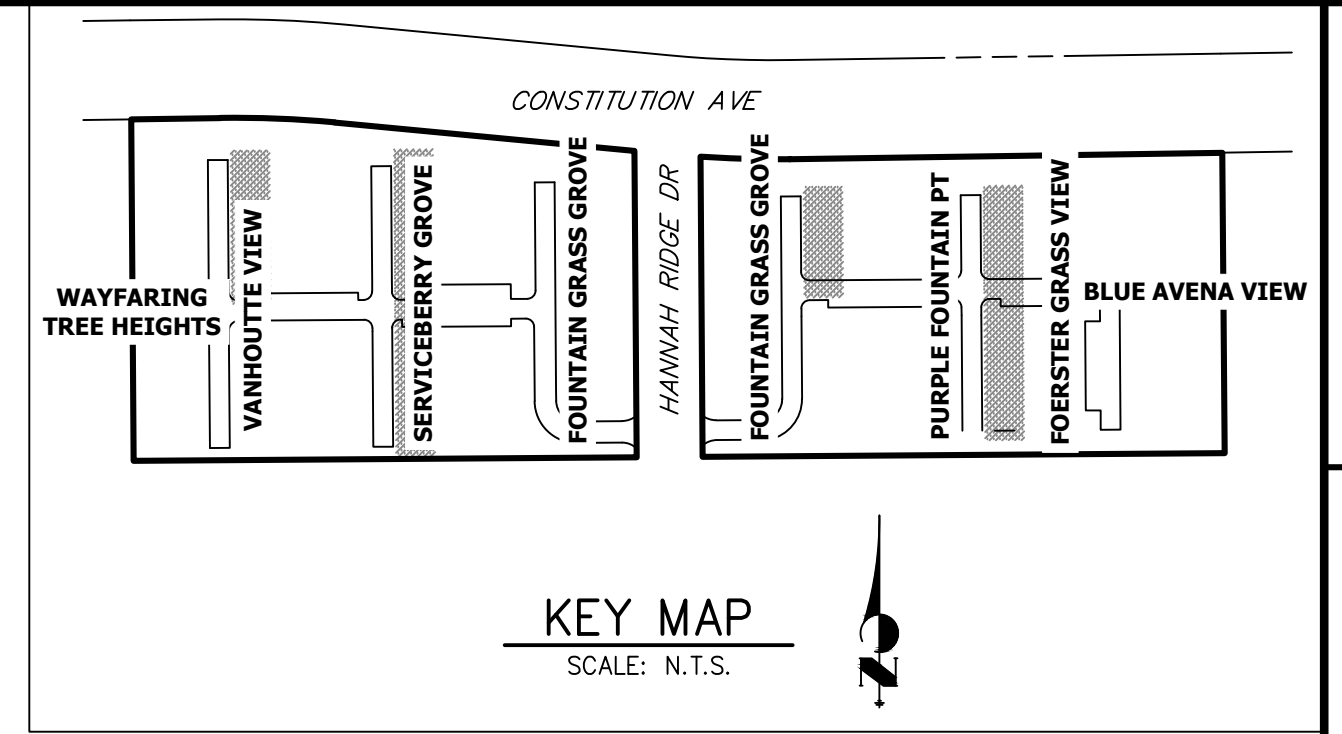 CONSTITUTION AVE
WAYFARING
TREE HEIGHTS
VANHOUTTE VIEW
SERVICEBERRY GROVE
FOUNTAIN GRASS GROVE
HANNAH RIDGE DR
FOUNTAIN GRASS GROVE
PURPLE FOUNTAIN PT
FOERSTER GRASS VIEW
BLUE AVENA VIEW
KEY MAP
SCALE: N.T.S.
N